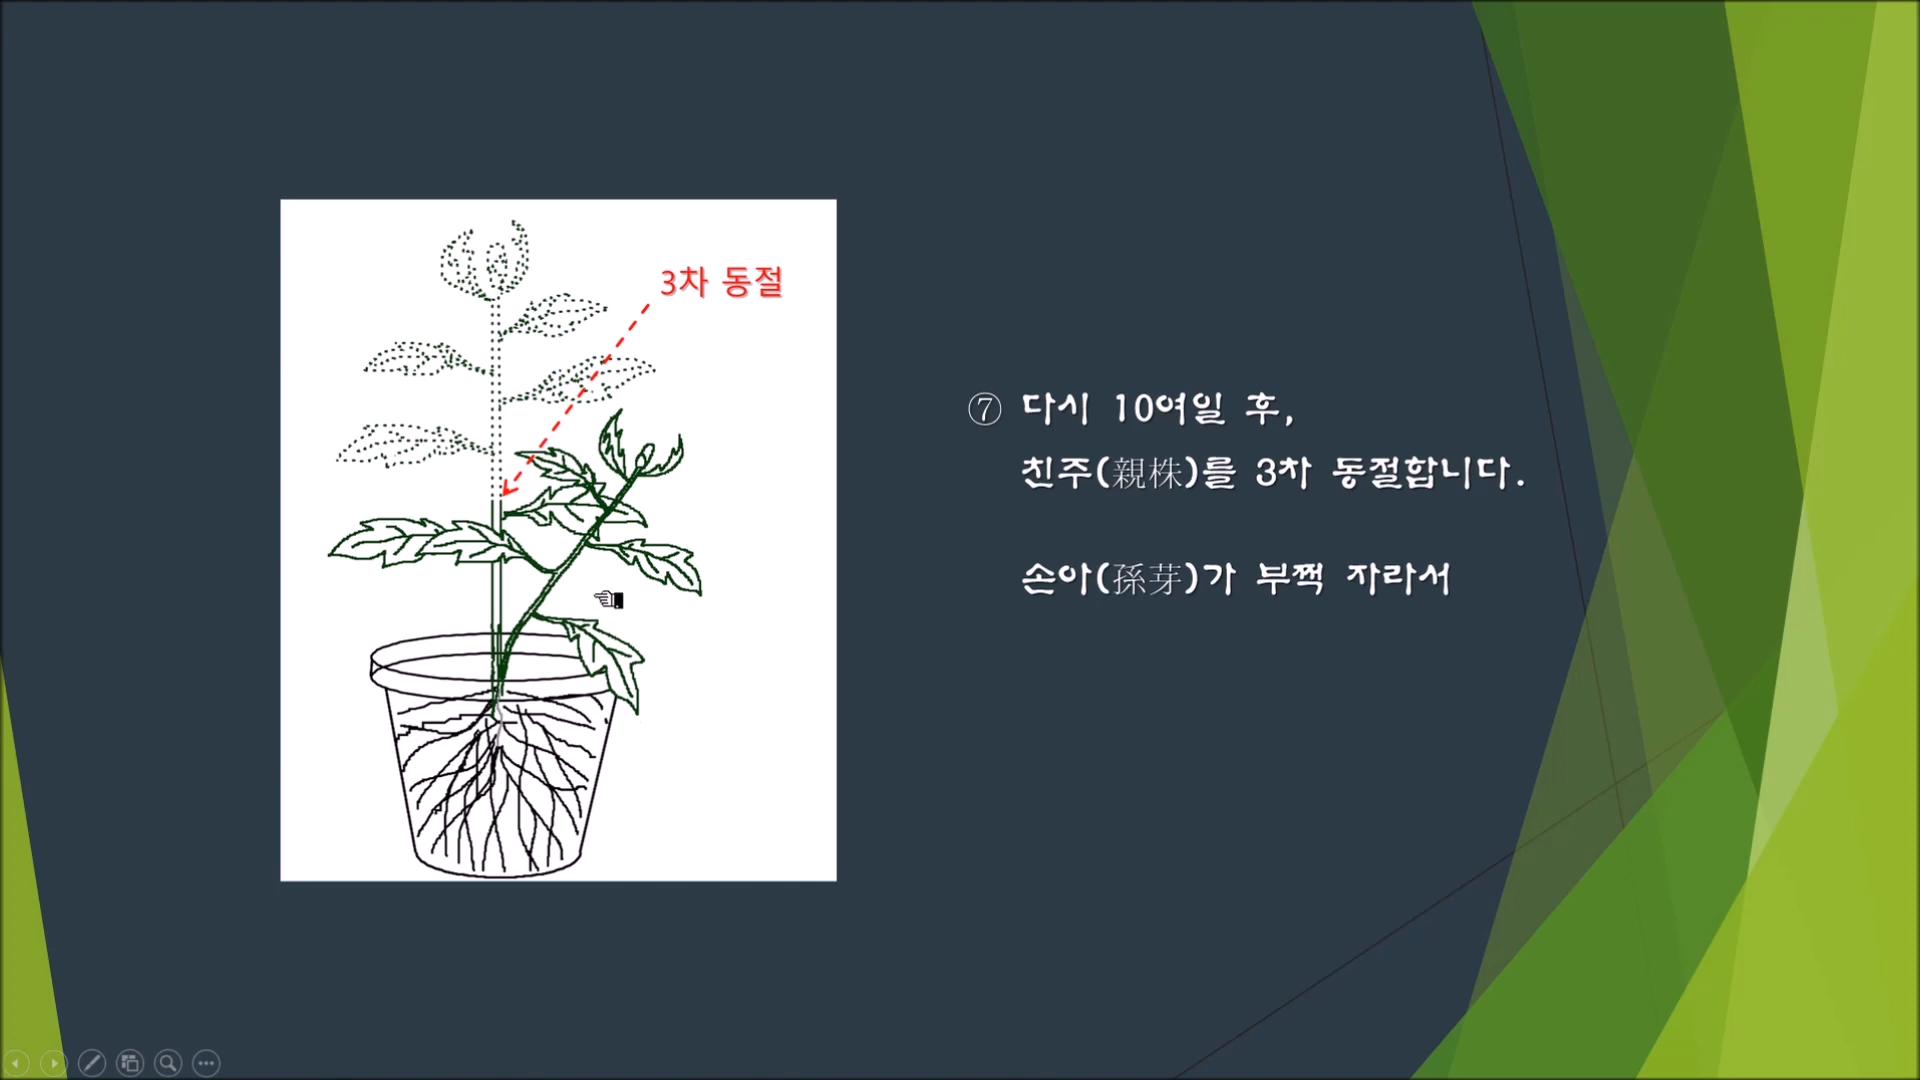 3차 동절
⑦ 다시 10여일 후,
친주(親株)를 3차 동절합니다.
손아(孫芽)가 부쩍 자라서